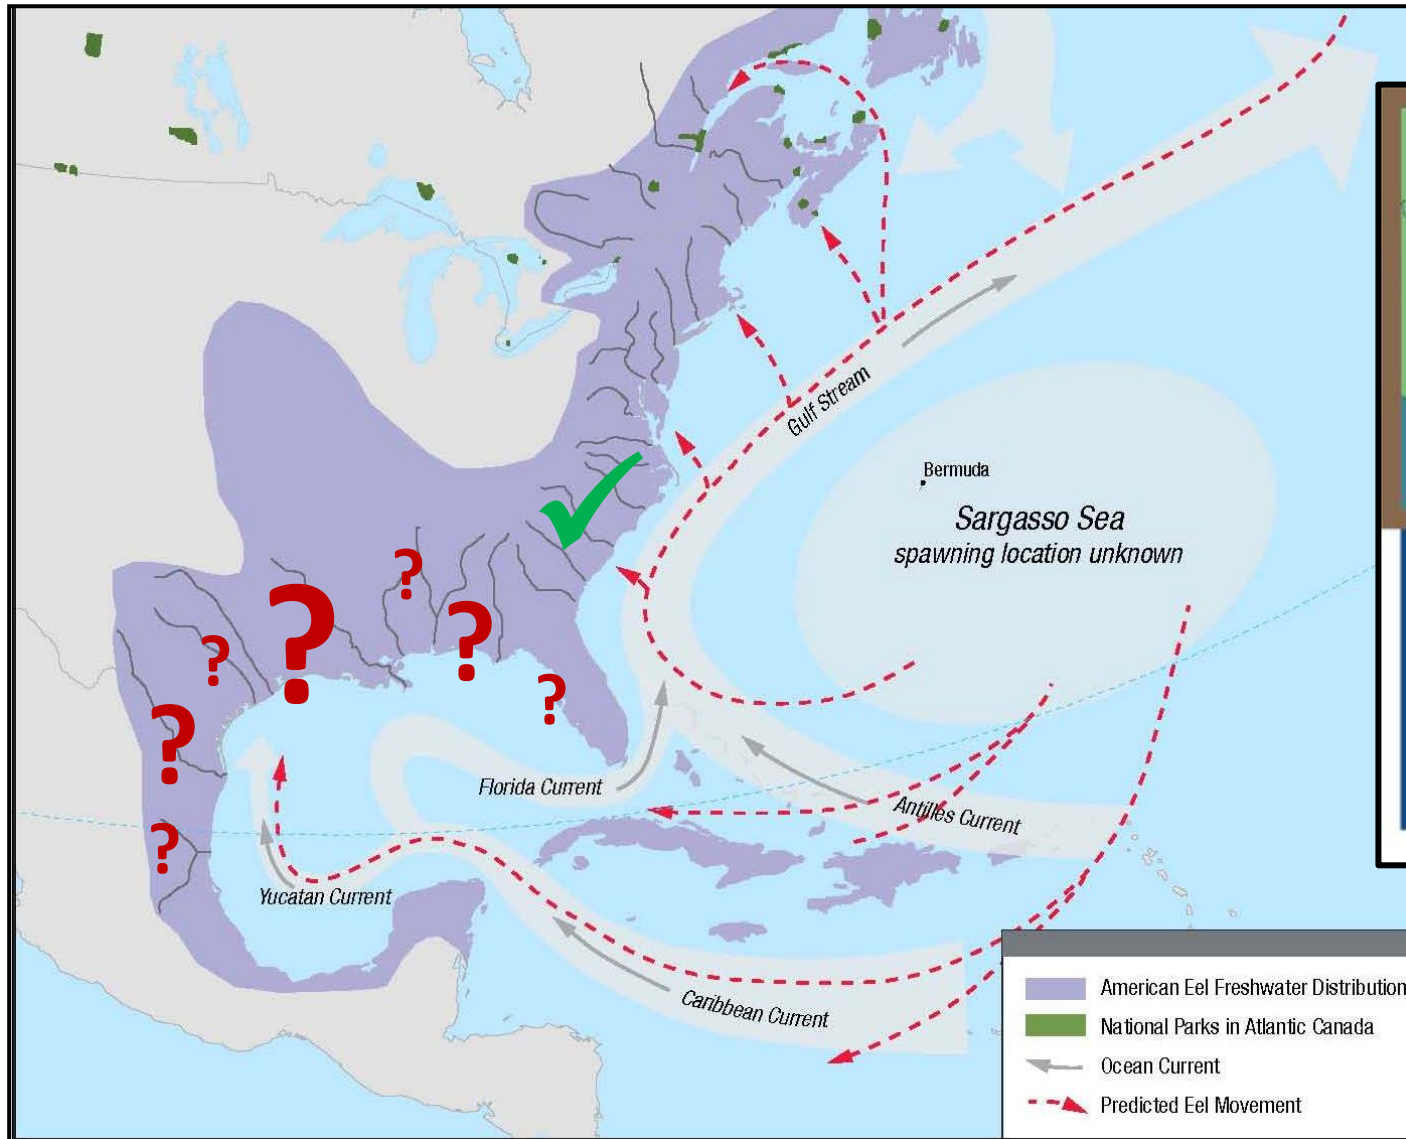 Gulf Stream
Bermuda
Sargasso Sea
spawning location unknown
?
?
?
?
?
?
?
Florida Current
Antilles Current
Yucatan Current
Caribbean Current
American Eel Freshwater Distribution
National Parks in Atlantic Canada
Ocean Current
Predicted Eel Movement